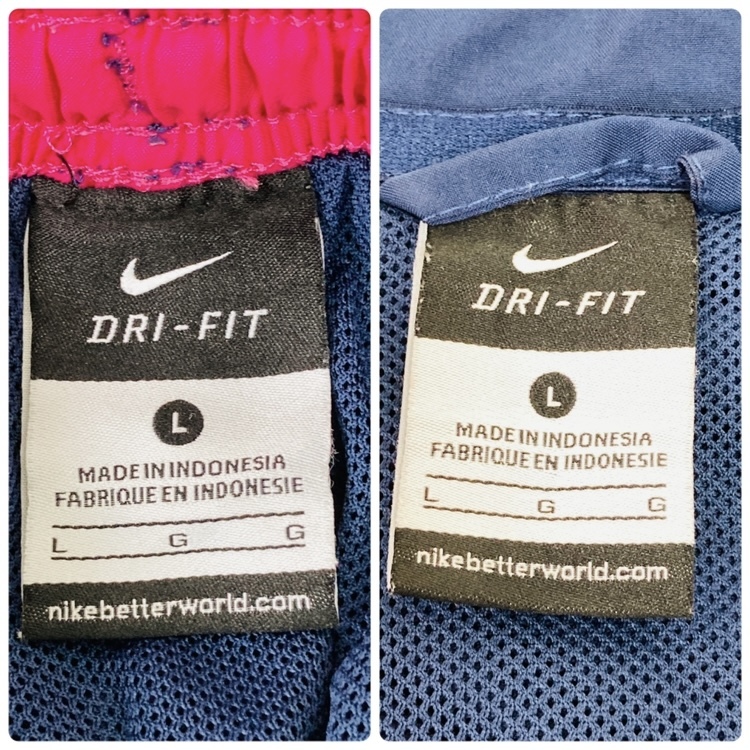 DRI-FIT
L
MADE IN INDONESIA
FABRIQUE EN INDONESIE
L G G
nikebetterworld.com
DRI-FIT
L
MADE IN INDONESIA
FABRIQUE EN INDONESIE
L G G
nikebetterworld.com